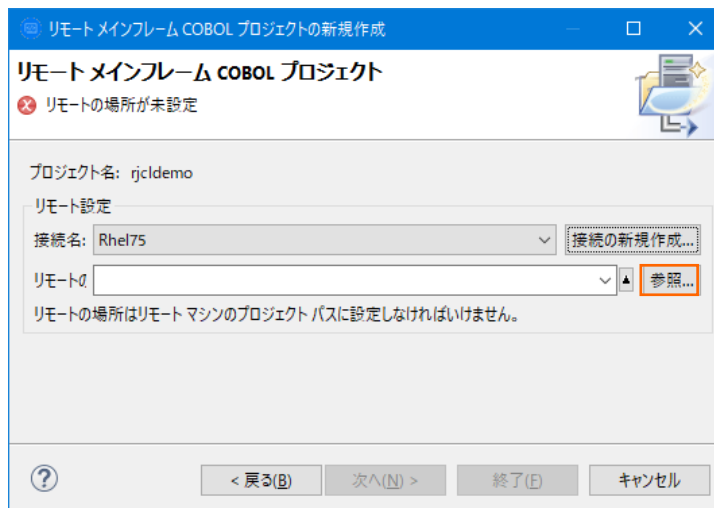 リモート メインフレーム COBOL プロジェクトの新規作成
リモート メインフレーム COBOL プロジェクト
リモートの場所が未設定
プロジェクト名: rjcldemo
リモート設定
接続名: Rhel75 接続の新規作成...
リモートの 参照...
リモートの場所はリモート マシンのプロジェクト パスに設定しなければいけません。
< 戻る(B) 次へ(N) > 終了(F) キャンセル